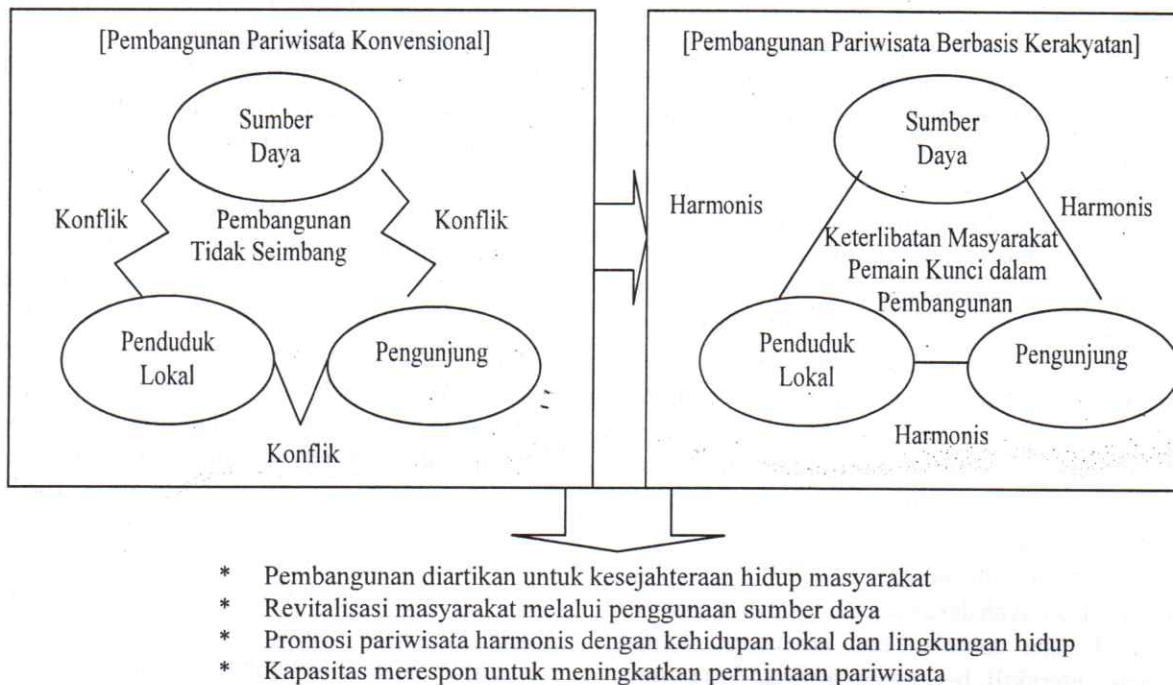 [Pembangunan Pariwisata Konvensional]
Sumber
Daya
Konflik
Pembangunan
Tidak Seimbang
Konflik
Penduduk
Lokal
Pengunjung
Konflik
[Pembangunan Pariwisata Berbasis Kerakyatan]
Sumber
Daya
Harmonis
Harmonis
Keterlibatan Masyarakat
Pemain Kunci dalam
Pembangunan
Penduduk
Lokal
Pengunjung
Harmonis
* Pembangunan diartikan untuk kesejahteraan hidup masyarakat
* Revitalisasi masyarakat melalui penggunaan sumber daya
* Promosi pariwisata harmonis dengan kehidupan lokal dan lingkungan hidup
* Kapasitas merespon untuk meningkatkan permintaan pariwisata